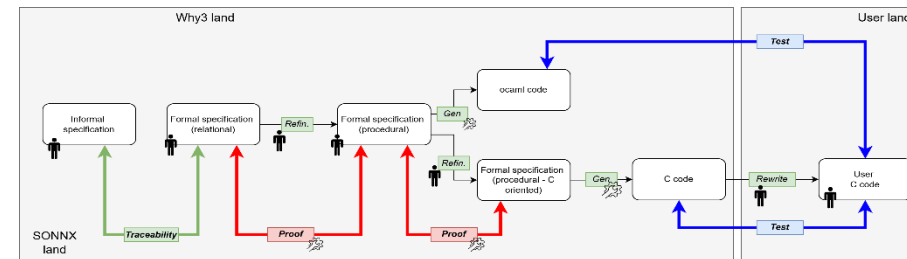 Why3 land
User land
Test
Informal
specification
Formal specification
(relational)
Refin.
Formal specification
(procedural)
Gen
ocaml code
Refin.
Formal specification
(procedural - C
oriented)
Gen
C code
Rewrite
User
C code
Traceability
Proof
Proof
Test
SONNX
land